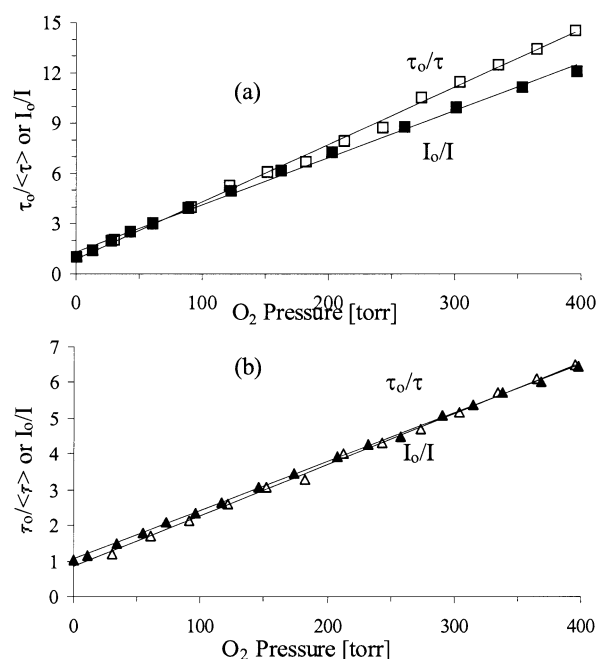 15
12
9
6
3
0
τo/<τ> or Io/I
(a)
τo/τ
Io/I
0 100 200 300 400
O2 Pressure [torr]
7
6
5
4
3
2
1
0
τo/<τ> or Io/I
(b)
τo/τ
Io/I
0 100 200 300 400
O2 Pressure [torr]